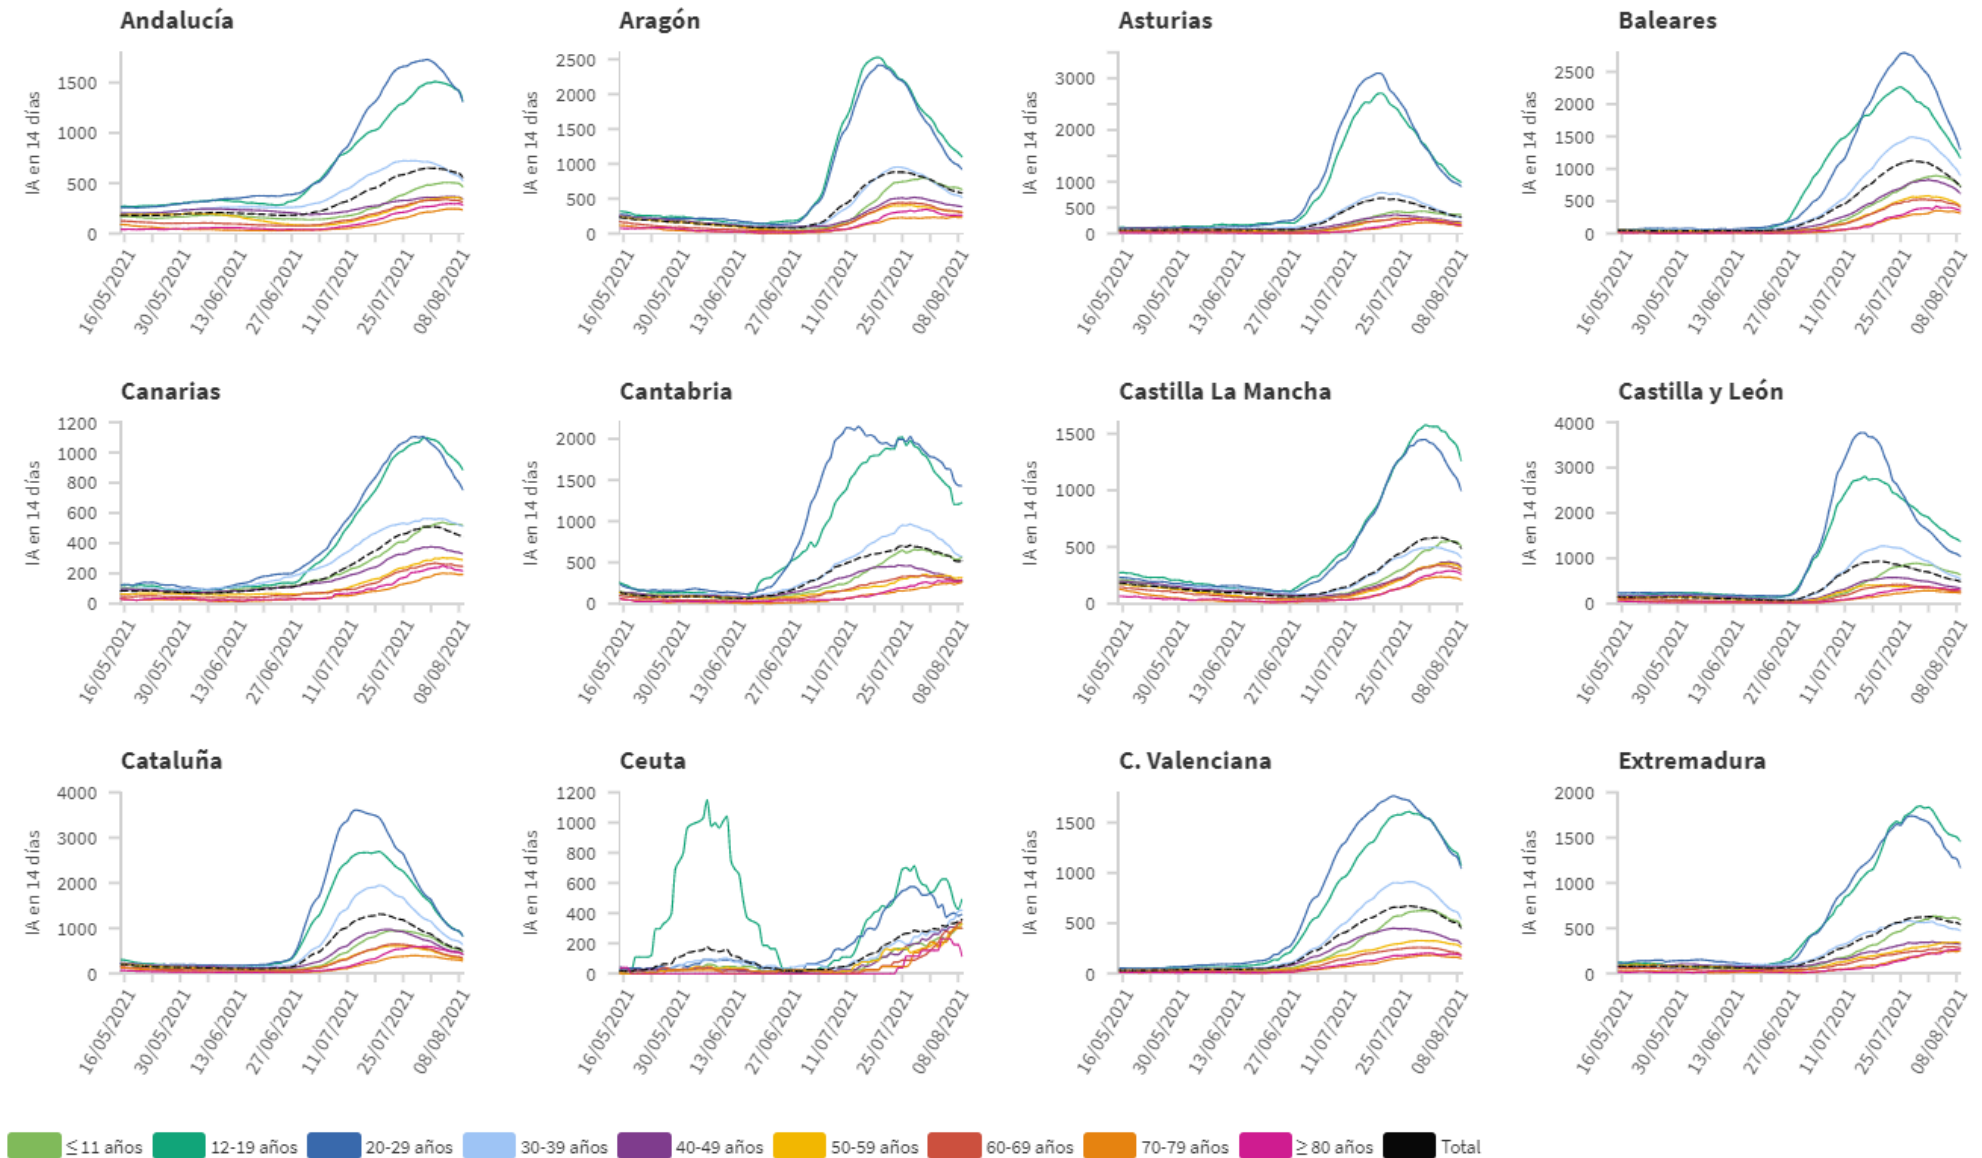 Andalucía
IA en 14 días
1500
1000
500
0
16/05/2021 30/05/2021 13/06/2021 27/06/2021 11/07/2021 25/07/2021 08/08/2021
Aragón
IA en 14 días
2500
2000
1500
1000
500
0
16/05/2021 30/05/2021 13/06/2021 27/06/2021 11/07/2021 25/07/2021 08/08/2021
Asturias
IA en 14 días
3000
2000
1000
500
0
16/05/2021 30/05/2021 13/06/2021 27/06/2021 11/07/2021 25/07/2021 08/08/2021
Baleares
IA en 14 días
2500
2000
1500
1000
500
0
16/05/2021 30/05/2021 13/06/2021 27/06/2021 11/07/2021 25/07/2021 08/08/2021
Canarias
IA en 14 días
1200
1000
800
600
400
200
0
16/05/2021 30/05/2021 13/06/2021 27/06/2021 11/07/2021 25/07/2021 08/08/2021
Cantabria
IA en 14 días
2000
1500
1000
500
0
16/05/2021 30/05/2021 13/06/2021 27/06/2021 11/07/2021 25/07/2021 08/08/2021
Castilla La Mancha
IA en 14 días
1500
1000
500
0
16/05/2021 30/05/2021 13/06/2021 27/06/2021 11/07/2021 25/07/2021 08/08/2021
Castilla y León
IA en 14 días
4000
3000
2000
1000
0
16/05/2021 30/05/2021 13/06/2021 27/06/2021 11/07/2021 25/07/2021 08/08/2021
Cataluña
IA en 14 días
4000
3000
2000
1000
0
16/05/2021 30/05/2021 13/06/2021 27/06/2021 11/07/2021 25/07/2021 08/08/2021
Ceuta
IA en 14 días
1200
1000
800
600
400
200
0
16/05/2021 30/05/2021 13/06/2021 27/06/2021 11/07/2021 25/07/2021 08/08/2021
C. Valenciana
IA en 14 días
1500
1000
500
0
16/05/2021 30/05/2021 13/06/2021 27/06/2021 11/07/2021 25/07/2021 08/08/2021
Extremadura
IA en 14 días
2000
1500
1000
500
0
16/05/2021 30/05/2021 13/06/2021 27/06/2021 11/07/2021 25/07/2021 08/08/2021
≤ 11 años 12-19 años 20-29 años 30-39 años 40-49 años 50-59 años 60-69 años 70-79 años ≥ 80 años Total